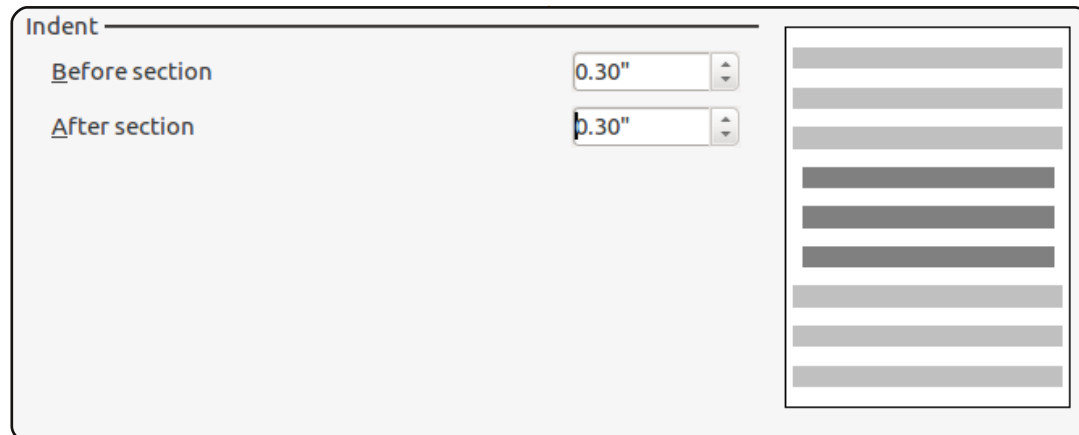 Indent
Before section 0.30"
After section 0.30"